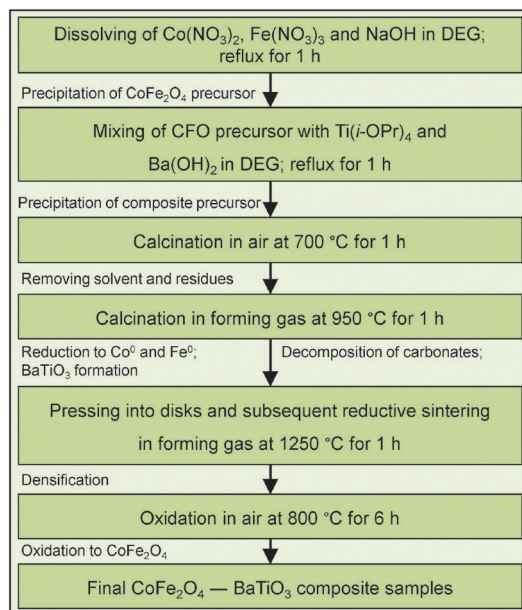 Dissolving of Co(NO₃)₂, Fe(NO₃)₃ and NaOH in DEG;
reflux for 1 h
Precipitation of CoFe₂O₄ precursor
Mixing of CFO precursor with Ti(i-OPr)₄ and
Ba(OH)₂ in DEG; reflux for 1 h
Precipitation of composite precursor
Calcination in air at 700 °C for 1 h
Removing solvent and residues
Calcination in forming gas at 950 °C for 1 h
Reduction to Co⁰ and Fe⁰;
BaTiO₃ formation
Decomposition of carbonates;
Pressing into disks and subsequent reductive sintering
in forming gas at 1250 °C for 1 h
Densification
Oxidation in air at 800 °C for 6 h
Oxidation to CoFe₂O₄
Final CoFe₂O₄ — BaTiO₃ composite samples